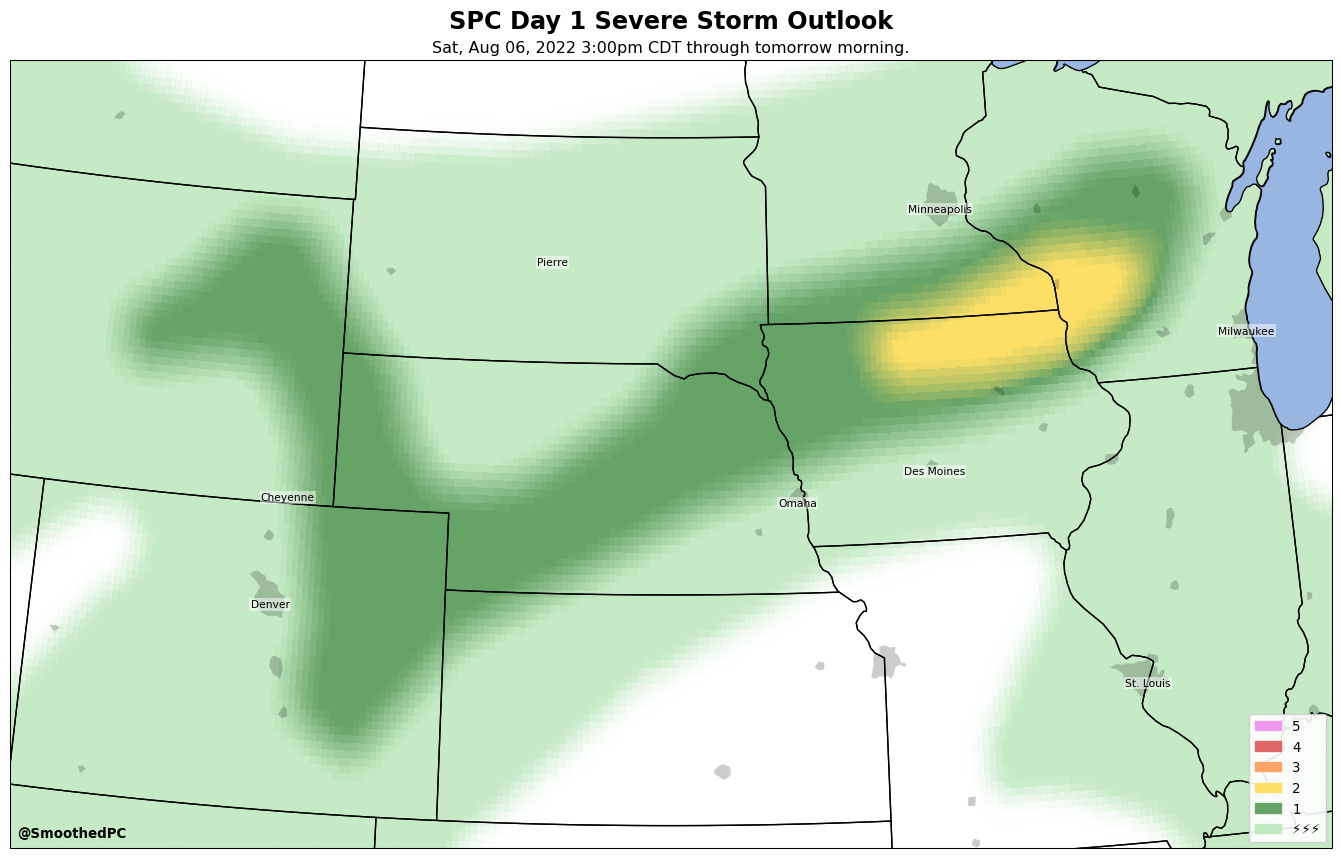 SPC Day 1 Severe Storm Outlook
Sat, Aug 06, 2022 3:00pm CDT through tomorrow morning.
Minneapolis
Pierre
Milwaukee
Des Moines
Cheyenne
Omaha
Denver
St. Louis
5
4
3
2
1
⚡⚡⚡
@SmoothedPC